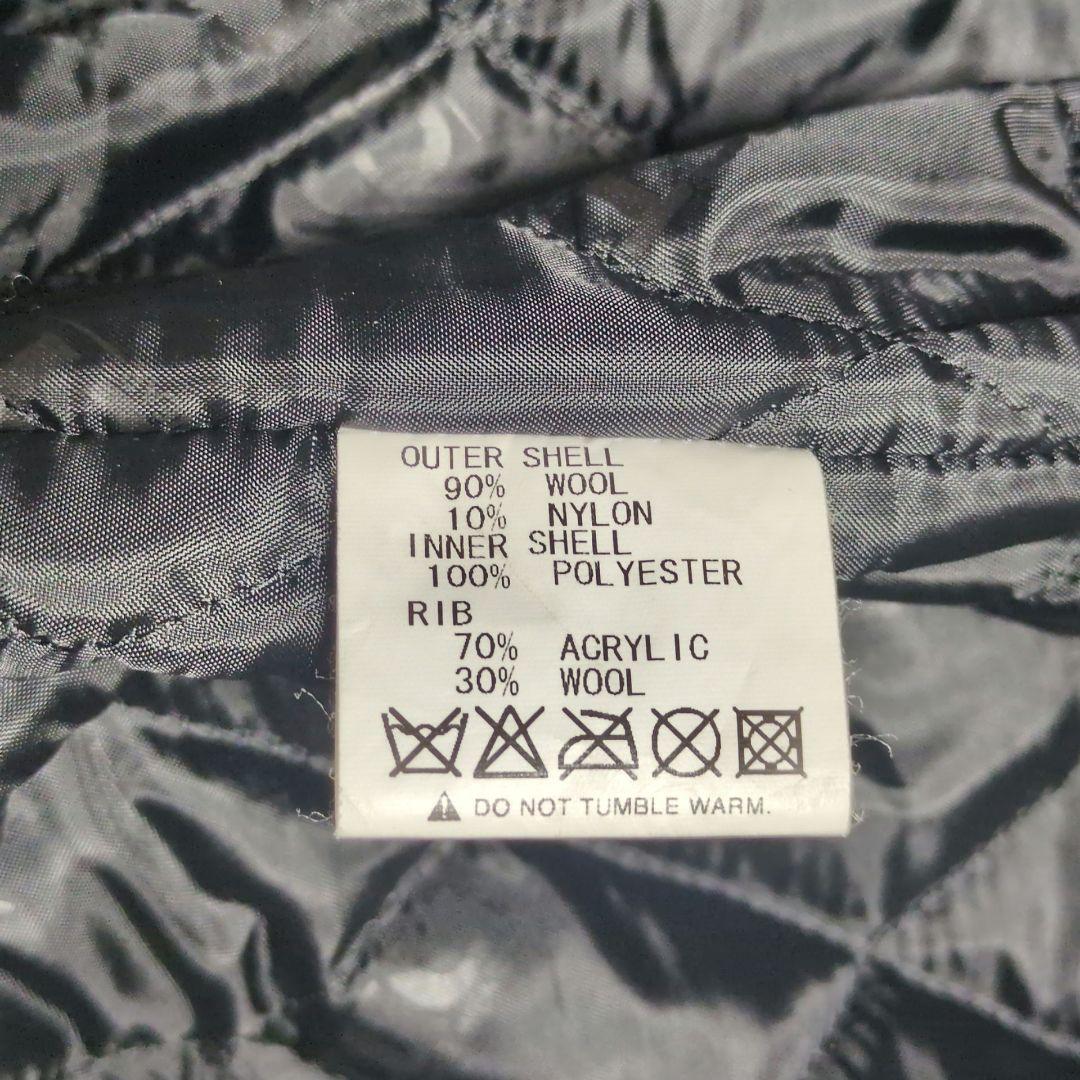 OUTER SHELL
90% WOOL
10% NYLON
INNER SHELL
100% POLYESTER
RIB
70% ACRYLIC
30% WOOL
DO NOT TUMBLE WARM.